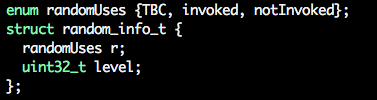 enum randomUses {TBC, invoked, notInvoked};
struct random_info_t {
  randomUses r;
  uint32_t level;
};